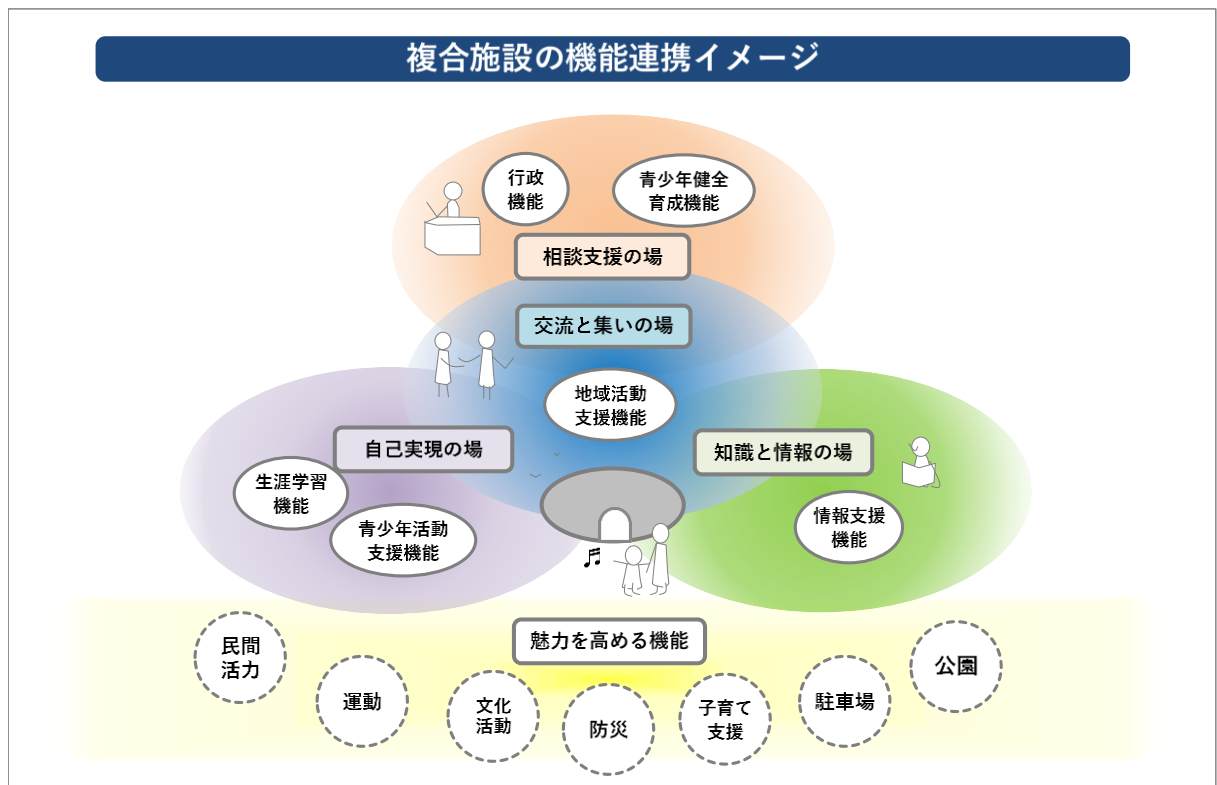 複合施設の機能連携イメージ
行政
機能
青少年健全
育成機能
相談支援の場
交流と集いの場
地域活動
支援機能
自己実現の場
知識と情報の場
生涯学習
機能
青少年活動
支援機能
情報支援
機能
魅力を高める機能
民間
活力
運動
文化
活動
防災
子育て
支援
駐車場
公園